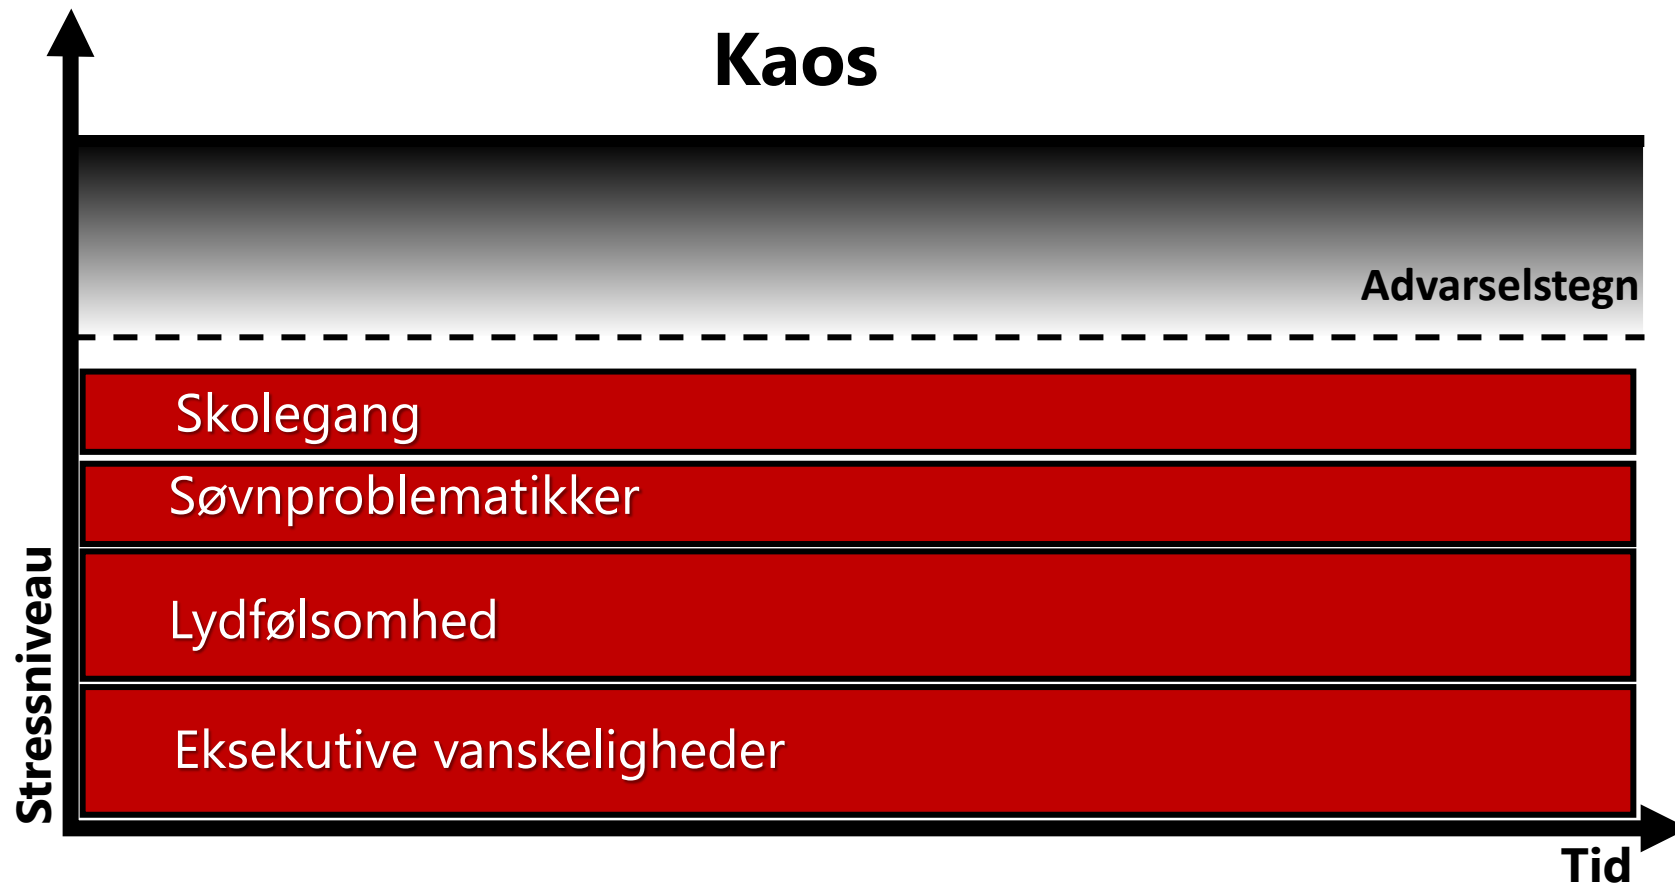 Kaos
Advarselstegn
Skolegang
Søvnproblematikker
Lydfølsomhed
Eksekutive vanskeligheder
Stressniveau
Tid